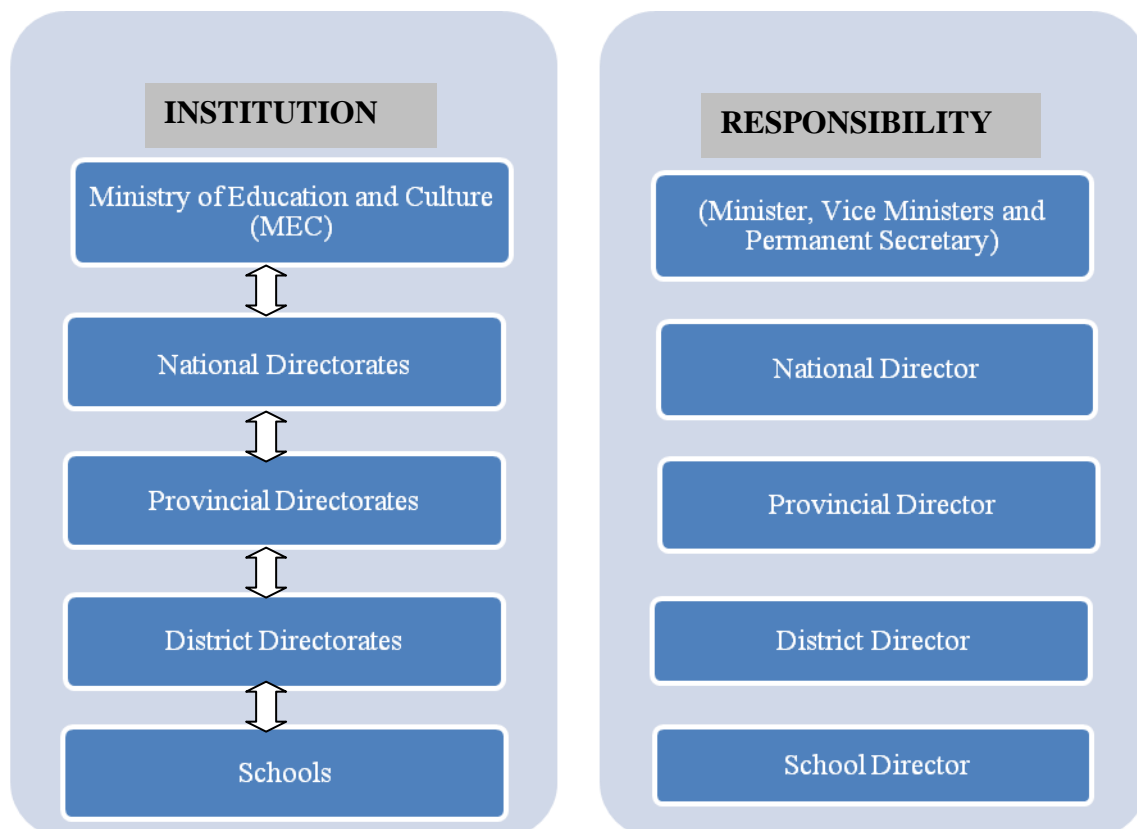 INSTITUTION
Ministry of Education and Culture
(MEC)
National Directorates
Provincial Directorates
District Directorates
Schools
RESPONSIBILITY
(Minister, Vice Ministers and
Permanent Secretary)
National Director
Provincial Director
District Director
School Director